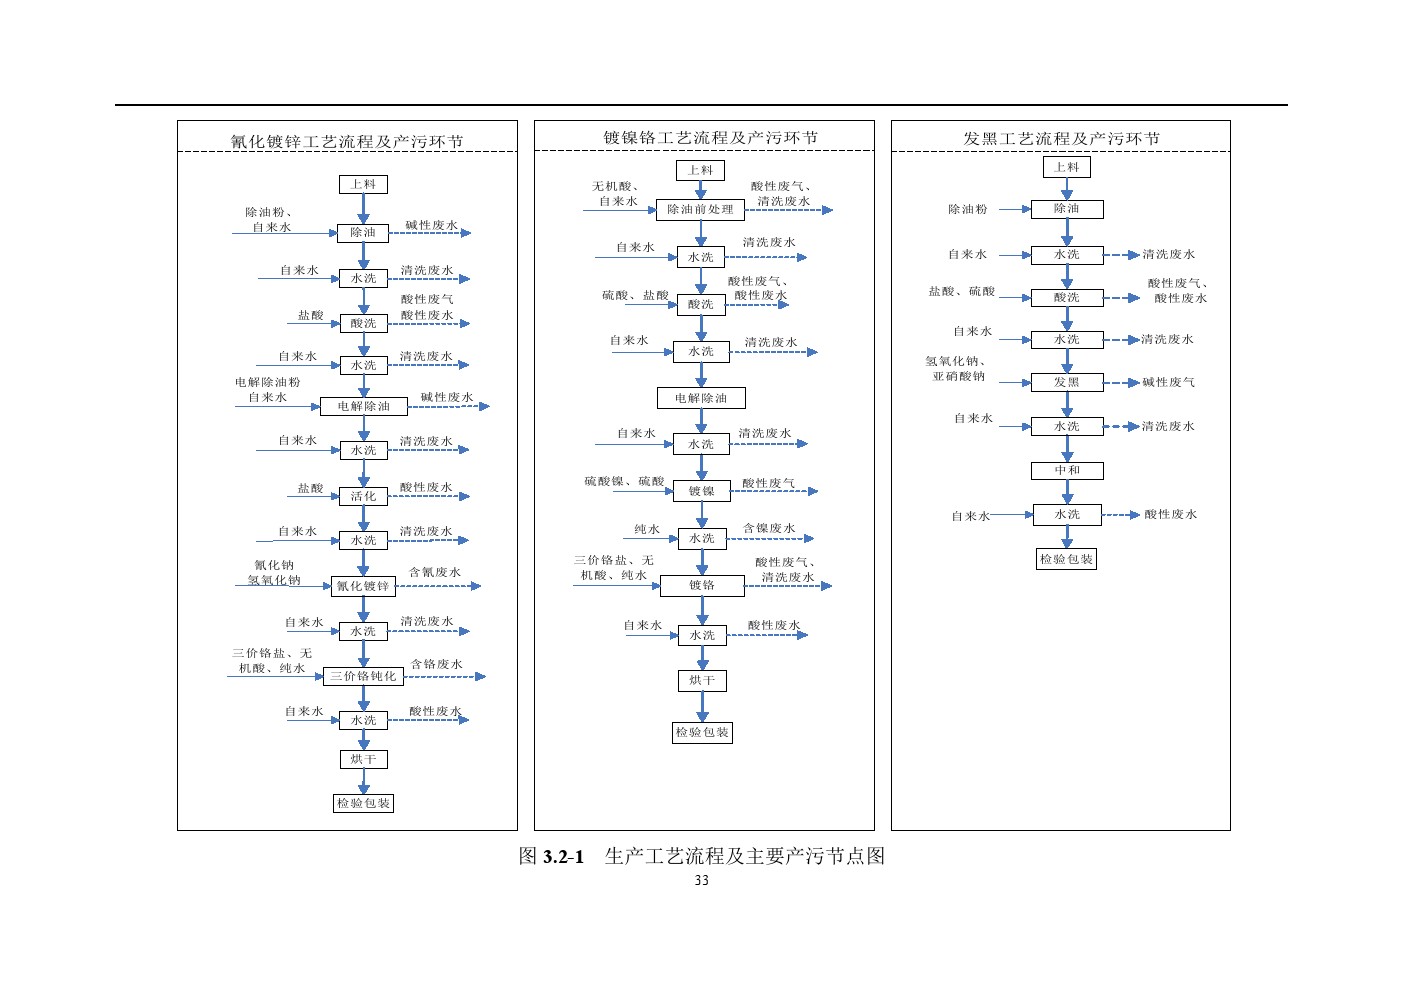 氰化镀锌工艺流程及产污环节
上料
除油粉、
自来水
除油
碱性废水
自来水
水洗
清洗废水
盐酸
酸洗
酸性废气
酸性废水
自来水
水洗
清洗废水
电解除油粉
自来水
电解除油
碱性废水
自来水
水洗
清洗废水
盐酸
活化
酸性废水
自来水
水洗
清洗废水
氰化钠
氢氧化钠
氰化镀锌
含氰废水
自来水
水洗
清洗废水
三价铬盐、无
机酸、纯水
三价铬钝化
含铬废水
自来水
水洗
酸性废水
烘干
检验包装
镀镍铬工艺流程及产污环节
上料
无机酸、
自来水
除油前处理
酸性废气、
清洗废水
自来水
水洗
清洗废水
硫酸、盐酸
酸洗
酸性废气、
酸性废水
自来水
水洗
清洗废水
电解除油
自来水
水洗
清洗废水
硫酸镍、硫酸
镀镍
酸性废气
纯水
水洗
含镍废水
三价铬盐、无
机酸、纯水
镀铬
酸性废气、
清洗废水
自来水
水洗
酸性废水
烘干
检验包装
发黑工艺流程及产污环节
上料
除油粉
除油
自来水
水洗
清洗废水
盐酸、硫酸
酸洗
酸性废气、
酸性废水
自来水
水洗
清洗废水
氢氧化钠、
亚硝酸钠
发黑
碱性废气
自来水
水洗
清洗废水
中和
自来水
水洗
酸性废水
检验包装
图 3.2-1 生产工艺流程及主要产污节点图
33